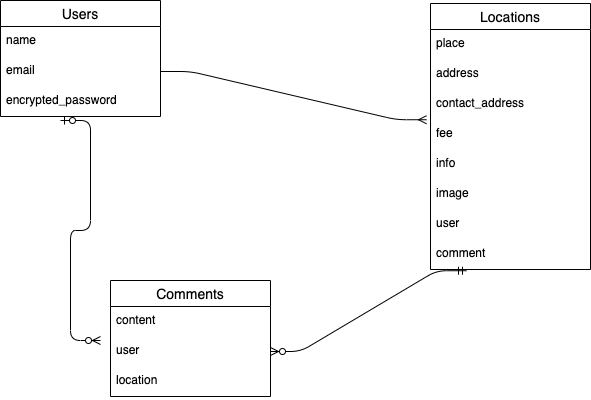 Users
name
email
encrypted_password
Locations
place
address
contact_address
fee
info
image
user
comment
Comments
content
user
location